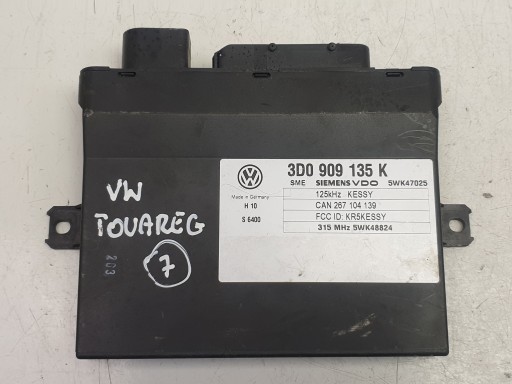 3D0 909 135 K
SME SIEMENS VDO 5WK47025
Made in Germany
125kHz KESSY
H 10
CAN 267 104 139
S 6400
FCC ID: KR5KESSY
315 MHz 5WK48824
VW
TOUAREG
7
203